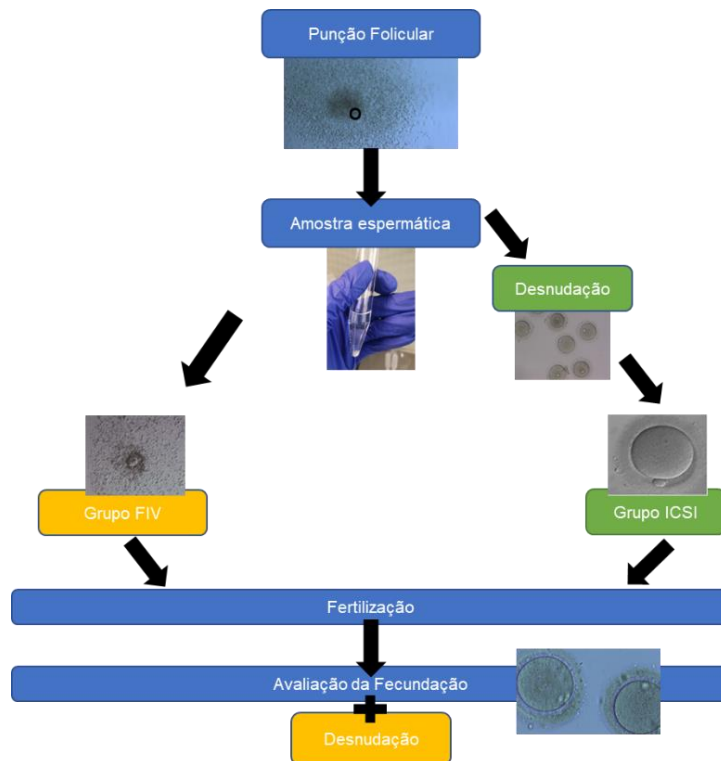 Punção Folicular
Amostra espermática
Desnudação
Grupo FIV
Grupo ICSI
Fertilização
Avaliação da Fecundação
Desnudação